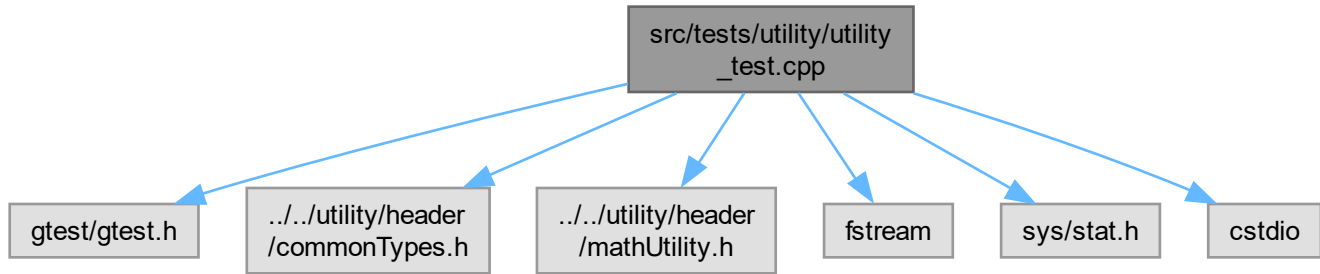 src/tests/utility/utility
_test.cpp
gtest/gtest.h
../../utility/header
/commonTypes.h
../../utility/header
/mathUtility.h
fstream
sys/stat.h
cstdio